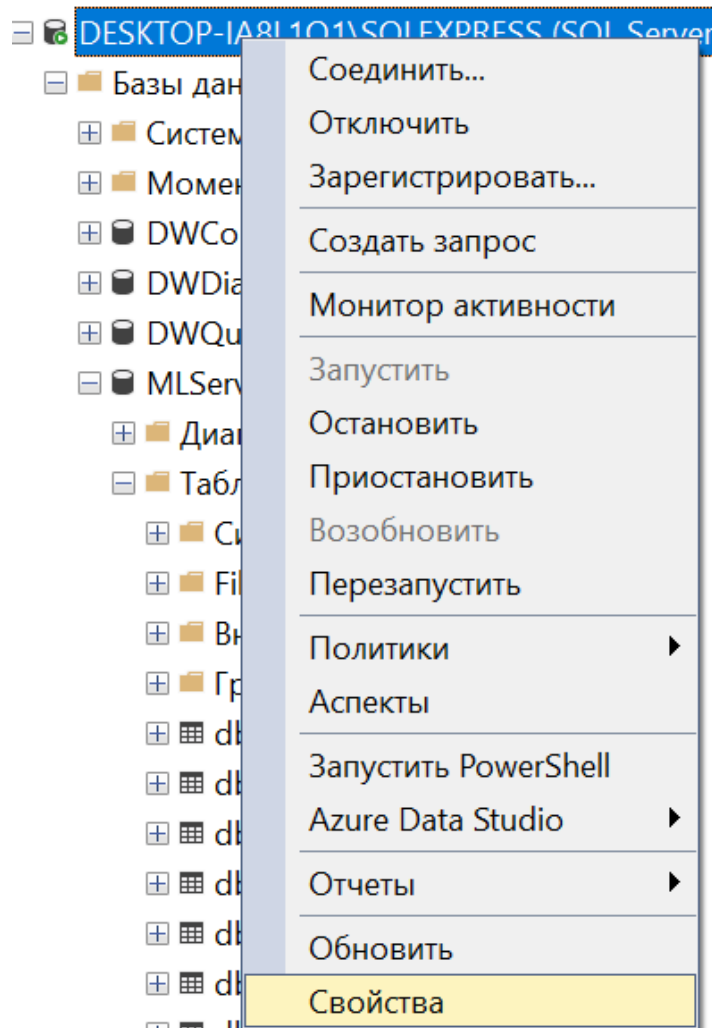 DESKTOP-IA8L1Q1\SQLEXPRESS (SQL Server
Базы дан
Систем
Момен
DWCo
DWDia
DWQu
MLServ
Диаг
Табл
Си
Fil
Вн
Гр
db
db
db
db
db
db
Соединить...
Отключить
Зарегистрировать...
Создать запрос
Монитор активности
Запустить
Остановить
Приостановить
Возобновить
Перезапустить
Политики
Аспекты
Запустить PowerShell
Azure Data Studio
Отчеты
Обновить
Свойства